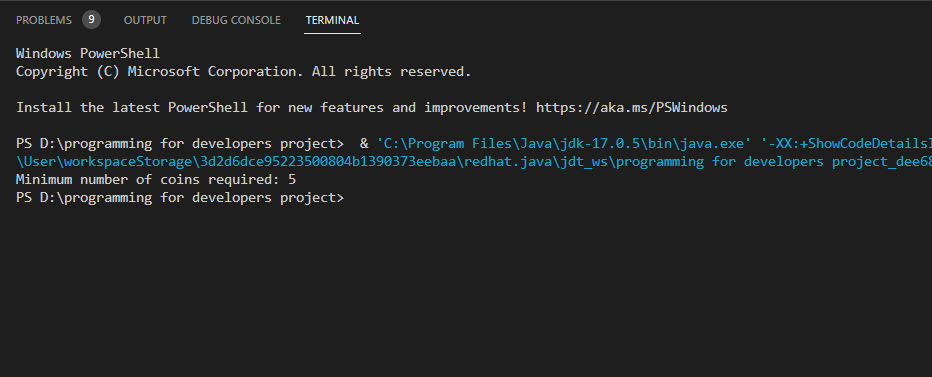 PROBLEMS 9 OUTPUT DEBUG CONSOLE TERMINAL
Windows PowerShell
Copyright (C) Microsoft Corporation. All rights reserved.
Install the latest PowerShell for new features and improvements! https://aka.ms/PSWindows
PS D:\programming for developers project>  & 'C:\Program Files\Java\jdk-17.0.5\bin\java.exe' '-XX:+ShowCodeDetails
\User\workspaceStorage\3d2d6dce95223500804b1390373eebaa\redhat.java\jdt_ws\programming for developers project_dee68
Minimum number of coins required: 5
PS D:\programming for developers project>